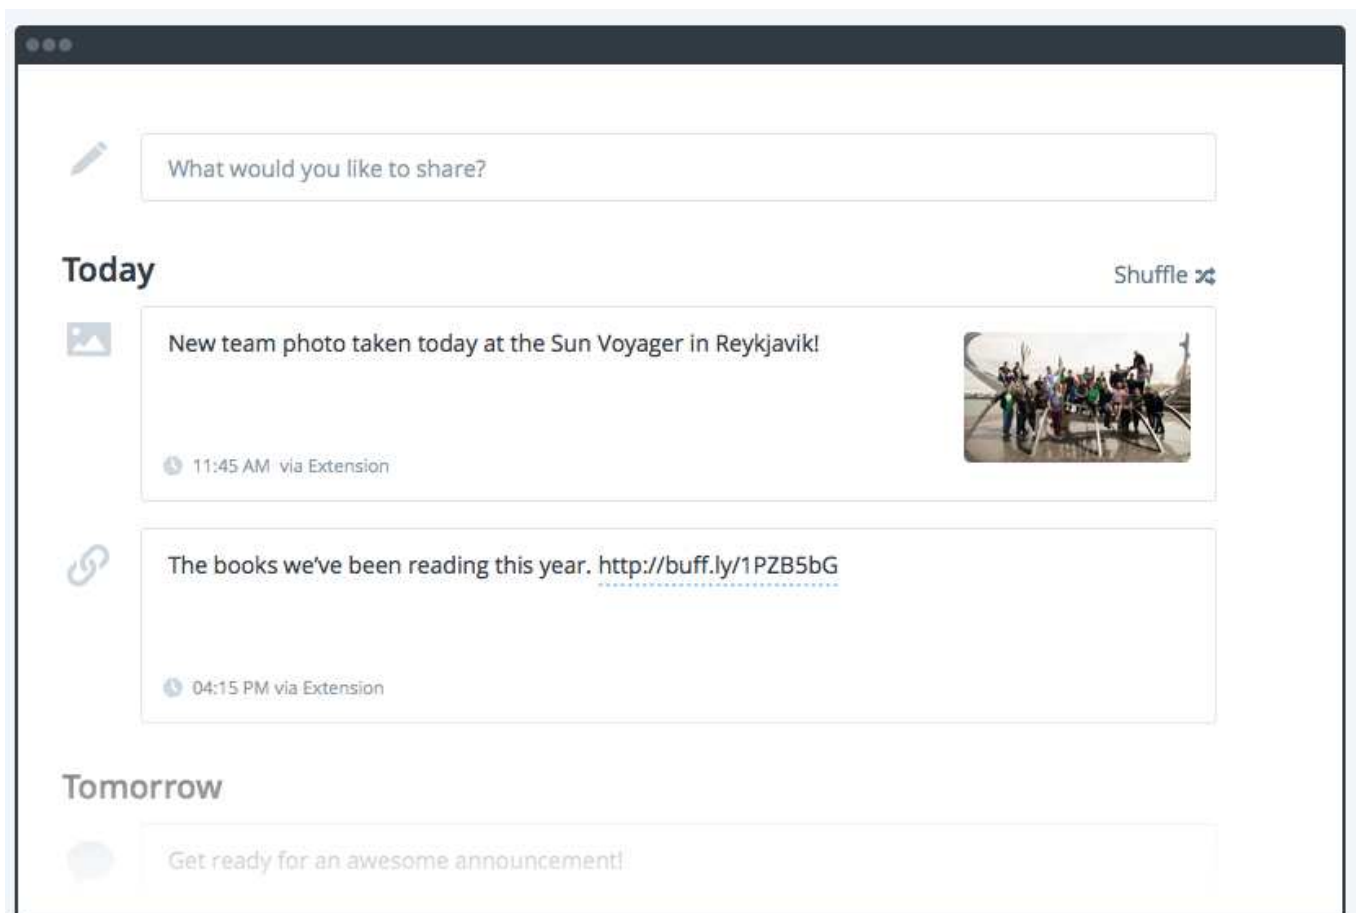 What would you like to share?
Today
Shuffle
New team photo taken today at the Sun Voyager in Reykjavik!
11:45 AM via Extension
The books we've been reading this year. http://buff.ly/1PZB5bG
04:15 PM via Extension
Tomorrow
Get ready for an awesome announcement!